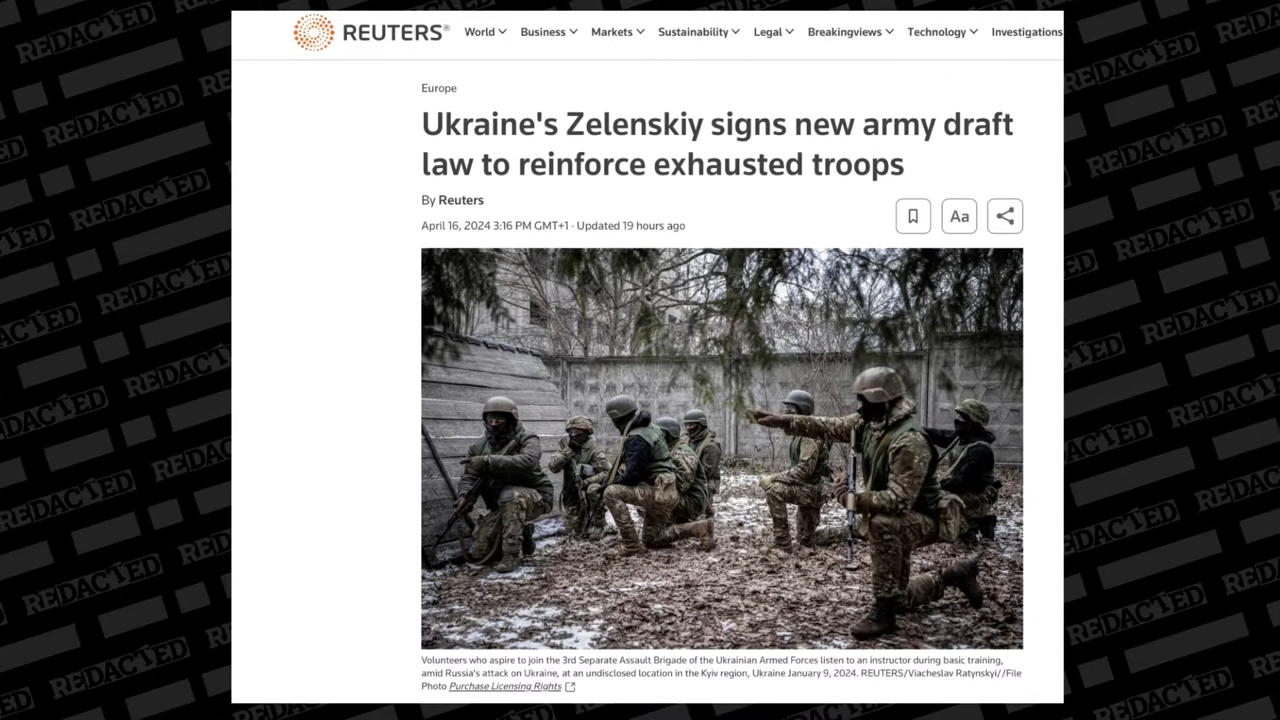 REUTERS®
World Business Markets Sustainability Legal Breakingviews Technology Investigations
Europe
Ukraine's Zelenskiy signs new army draft
law to reinforce exhausted troops
By Reuters
April 16, 2024 3:16 PM GMT+1 · Updated 19 hours ago
Aa
Volunteers who aspire to join the 3rd Separate Assault Brigade of the Ukrainian Armed Forces listen to an instructor during basic training,
amid Russia's attack on Ukraine, at an undisclosed location in the Kyiv region, Ukraine January 9, 2024. REUTERS/Viacheslav Ratynskyi//File
Photo Purchase Licensing Rights
REDACTED